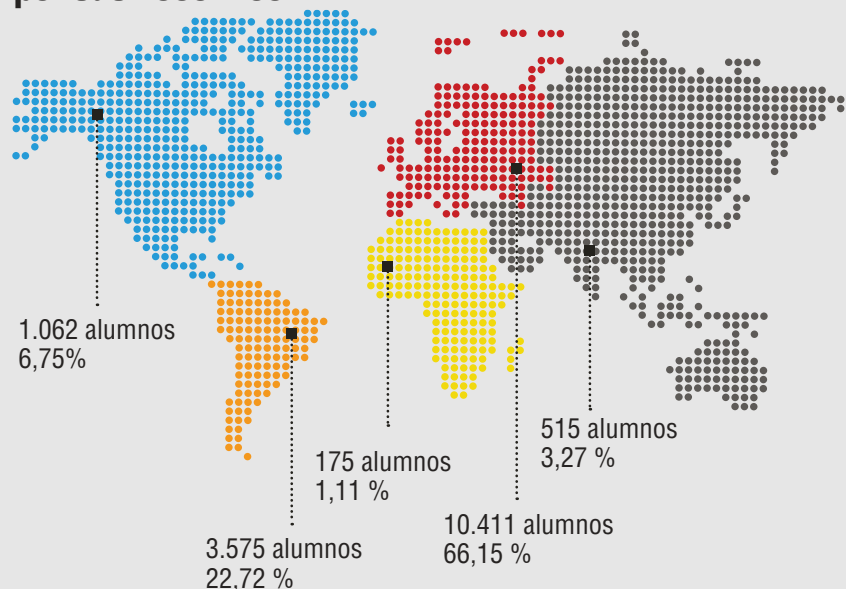 1.062 alumnos
6,75%
175 alumnos
1,11 %
515 alumnos
3,27 %
3.575 alumnos
22,72 %
10.411 alumnos
66,15 %